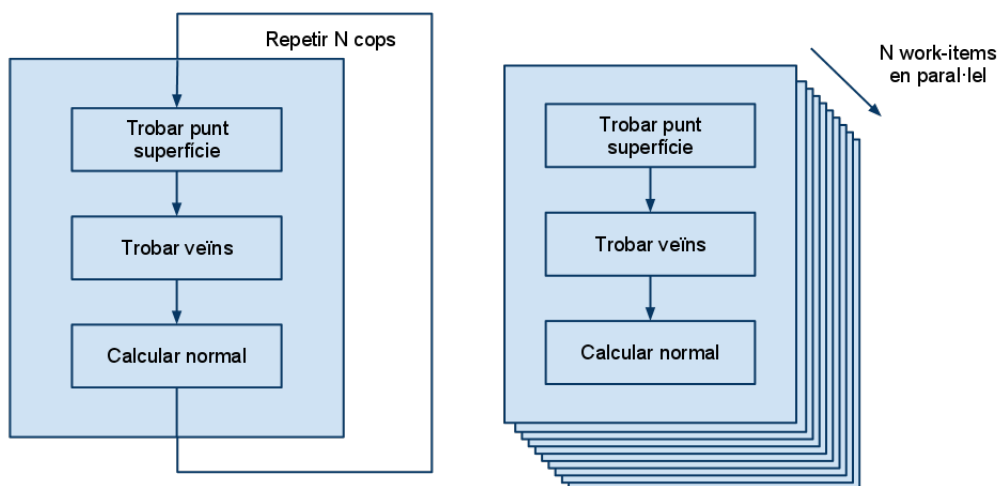 Repetir N cops
Trobar punt
superfície
Trobar veïns
Calcular normal
N work-items
en paral·lel
Trobar punt
superfície
Trobar veïns
Calcular normal